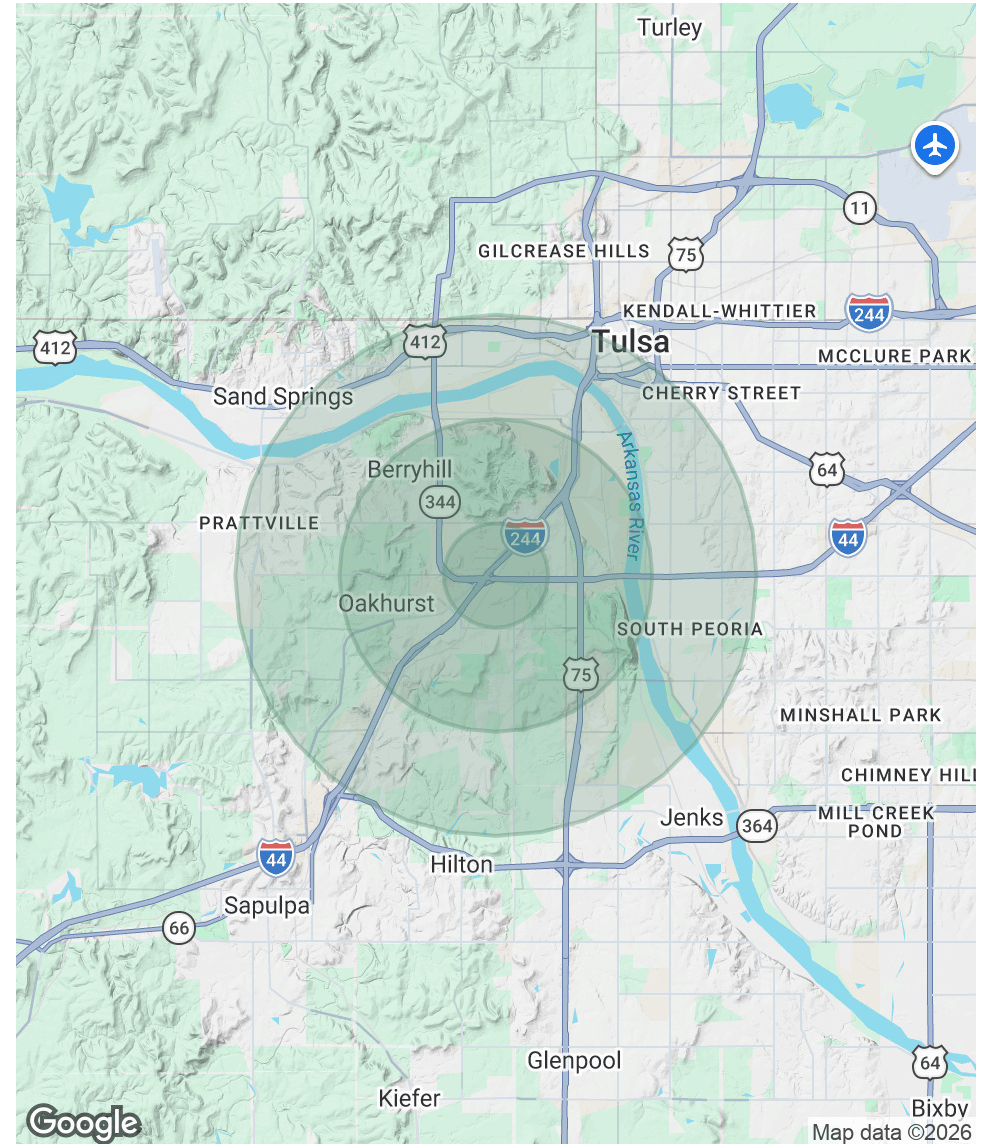 Turley
11
GILCREASE HILLS
75
KENDALL-WHITTIER
244
412
412
Tulsa
MCCLURE PARK
Sand Springs
CHERRY STREET
Berryhill
64
Arkansas River
344
PRATTVILLE
244
44
Oakhurst
SOUTH PEORIA
75
MINSHALL PARK
CHIMNEY HILL
Jenks
364
MILL CREEK
POND
44
Hilton
Sapulpa
66
Glenpool
64
Kiefer
Bixby
Google
Map data ©2026